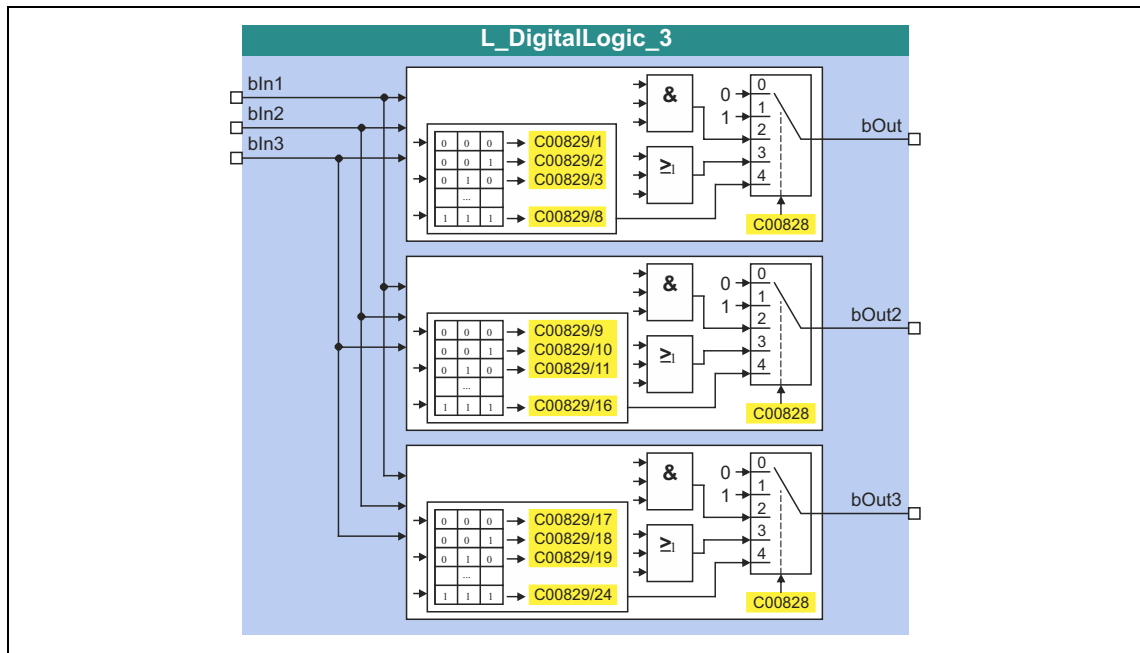 L_DigitalLogic_3
bIn1
bIn2
bIn3
0 0 0 C00829/1
0 0 1 C00829/2
0 1 0 C00829/3
...
1 1 1 C00829/8
&
≥1
0 0
1 1
2
3
4
C00828
bOut
0 0 0 C00829/9
0 0 1 C00829/10
0 1 0 C00829/11
...
1 1 1 C00829/16
&
≥1
0 0
1 1
2
3
4
C00828
bOut2
0 0 0 C00829/17
0 0 1 C00829/18
0 1 0 C00829/19
...
1 1 1 C00829/24
&
≥1
0 0
1 1
2
3
4
C00828
bOut3